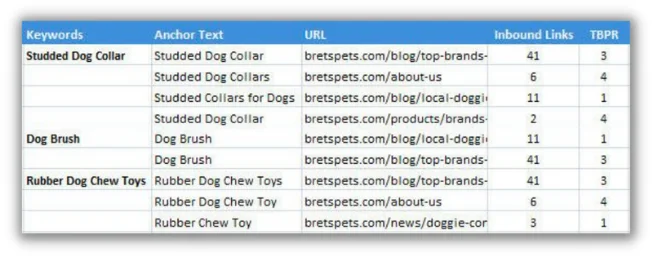 Keywords Anchor Text URL Inbound Links TBPR
Studded Dog Collar Studded Dog Collar bretspets.com/blog/top-brands- 41 3
Studded Dog Collars bretspets.com/about-us 6 4
Studded Collars for Dogs bretspets.com/blog/local-doggi 11 1
Studded Dog Collar bretspets.com/products/brands- 2 4
Dog Brush Dog Brush bretspets.com/blog/local-doggi 11 1
Dog Brush bretspets.com/blog/top-brands- 41 3
Rubber Dog Chew Toys Rubber Dog Chew Toys bretspets.com/blog/top-brands- 41 3
Rubber Dog Chew Toy bretspets.com/about-us 6 4
Rubber Chew Toy bretspets.com/news/doggie-cor 3 1